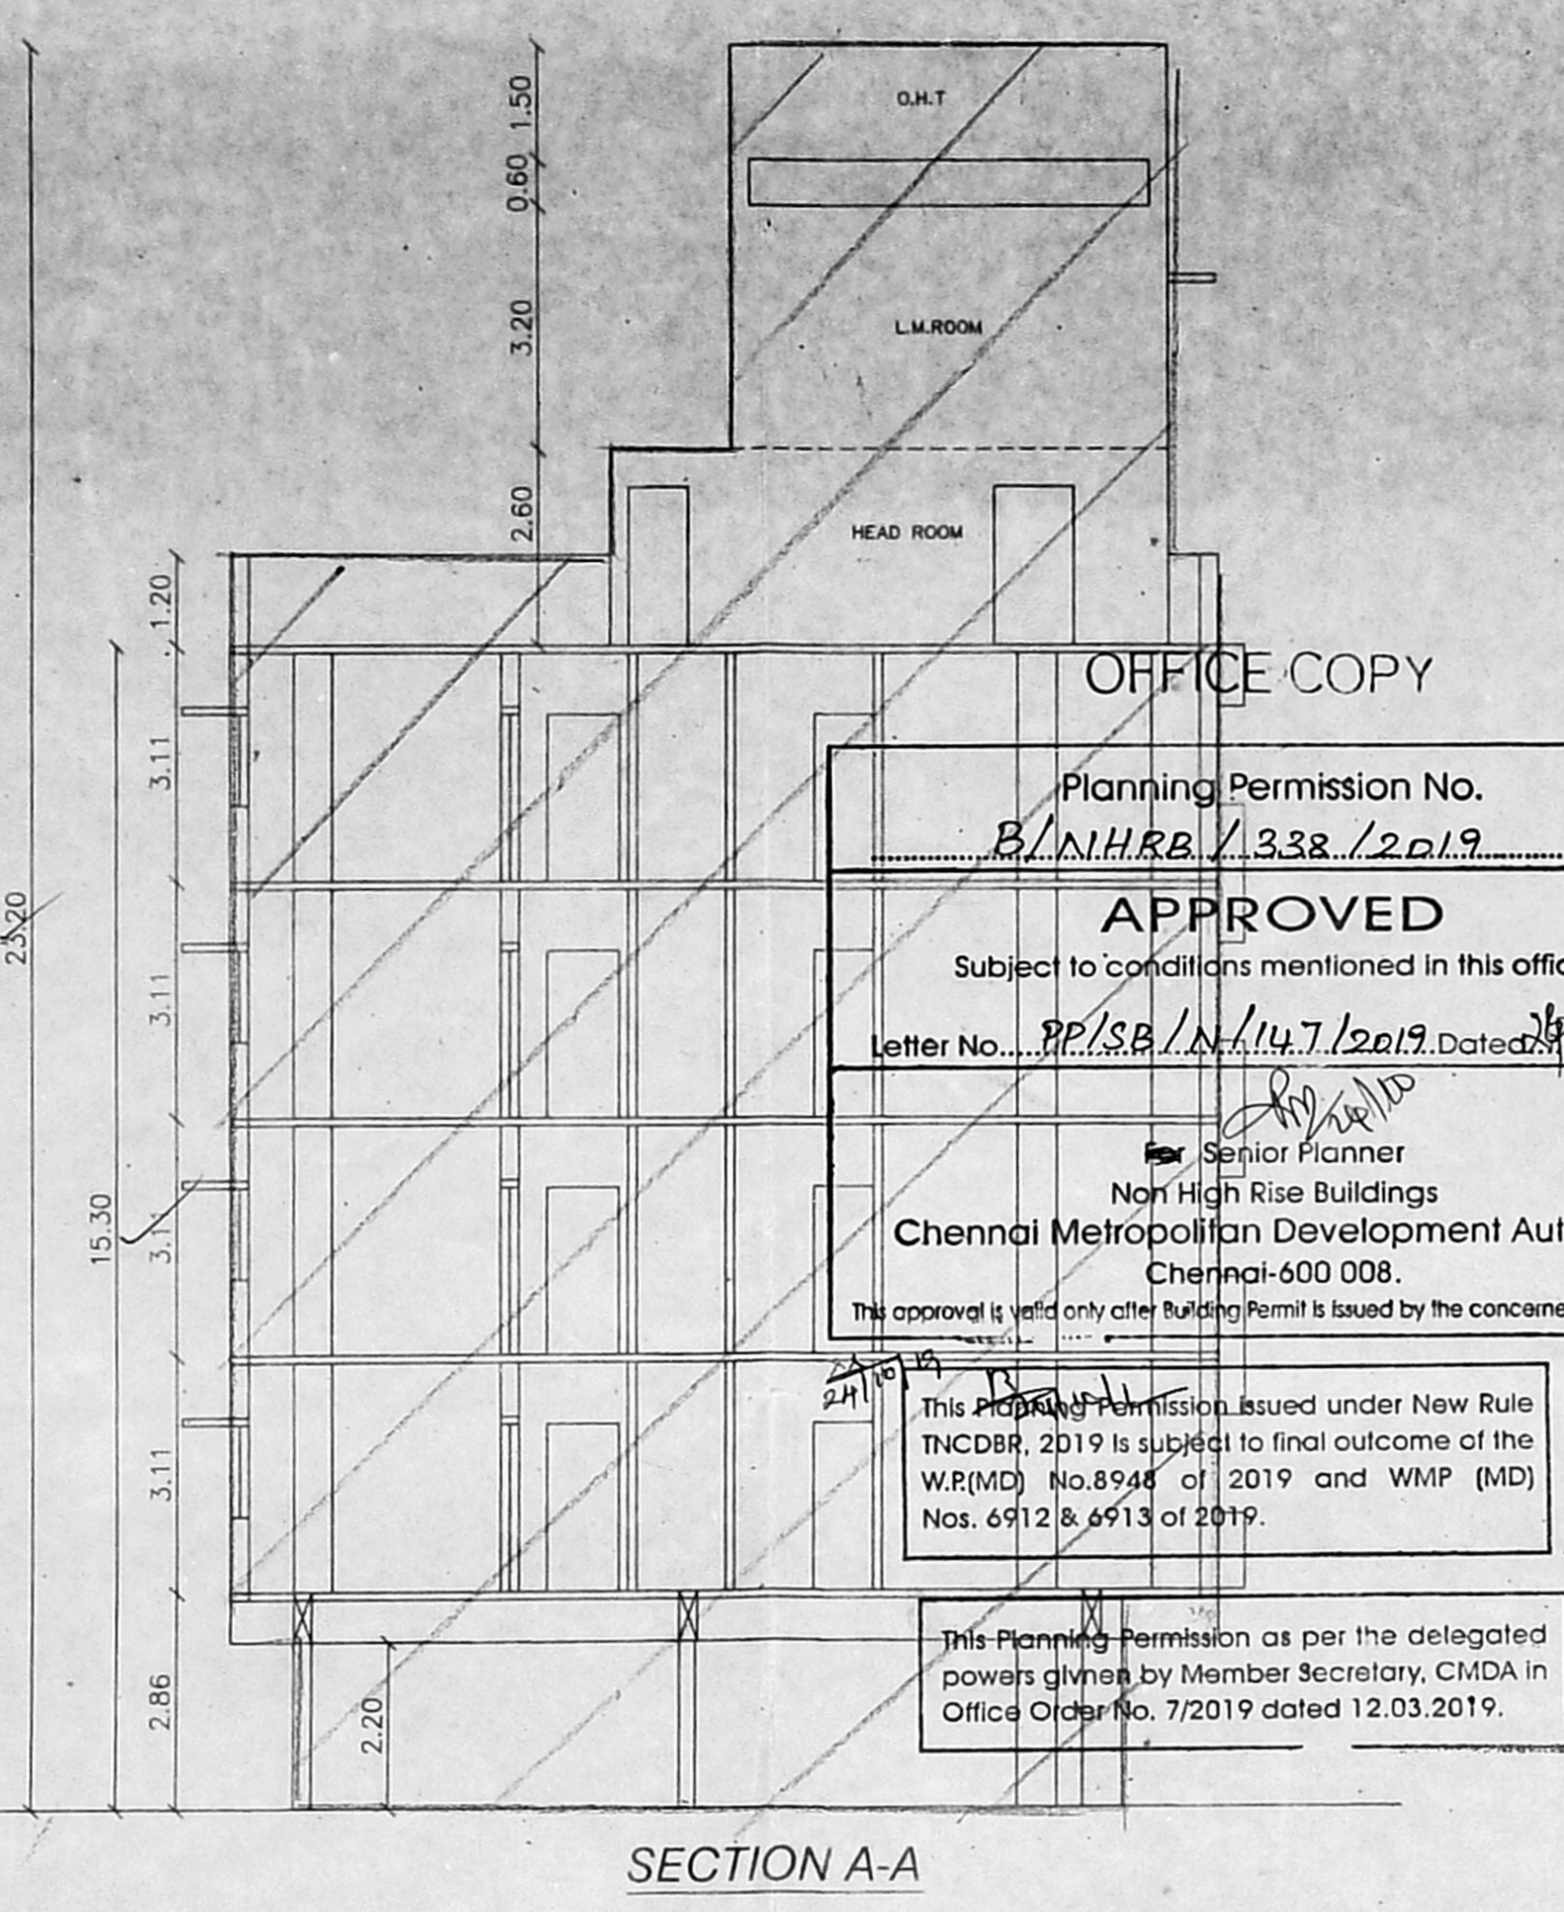 O.H.T
1.50
0.60
3.20
L.M.ROOM
2.60
HEAD ROOM
1.20
3.11
3.11
3.11
3.11
2.86
15.30
23.20
2.20
OFFICE COPY
Planning Permission No.
B/NHRB/338/2019
APPROVED
Subject to conditions mentioned in this offic
Letter No. PP/SB/N/147/2019 Dated
For Senior Planner
Non High Rise Buildings
Chennai Metropolitan Development Aut
Chennai-600 008.
This approval is valid only after Building Permit is issued by the concerne
24/10/19
This Planning Permission issued under New Rule
TNCDBR, 2019 is subject to final outcome of the
W.P.(MD) No.8948 of 2019 and WMP (MD)
Nos. 6912 & 6913 of 2019.
This Planning Permission as per the delegated
powers givnen by Member Secretary, CMDA in
Office Order No. 7/2019 dated 12.03.2019.
SECTION A-A